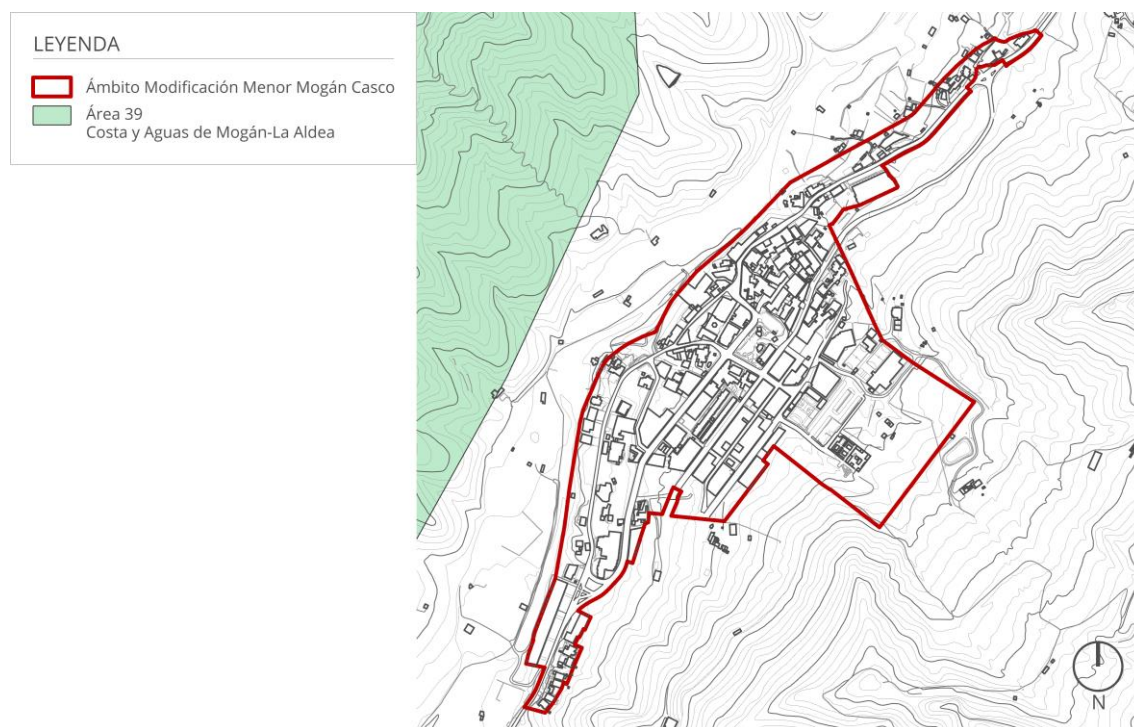 LEYENDA
Ámbito Modificación Menor Mogán Casco
Área 39
Costa y Aguas de Mogán-La Aldea
N